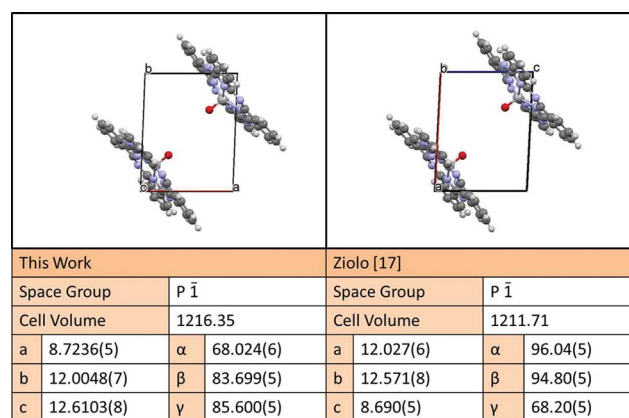 b
o a
b c
a
This Work Ziolo [17]
Space Group P 1̄ Space Group P 1̄
Cell Volume 1216.35 Cell Volume 1211.71
a 8.7236(5) α 68.024(6) a 12.027(6) α 96.04(5)
b 12.0048(7) β 83.699(5) b 12.571(8) β 94.80(5)
c 12.6103(8) γ 85.600(5) c 8.690(5) γ 68.20(5)